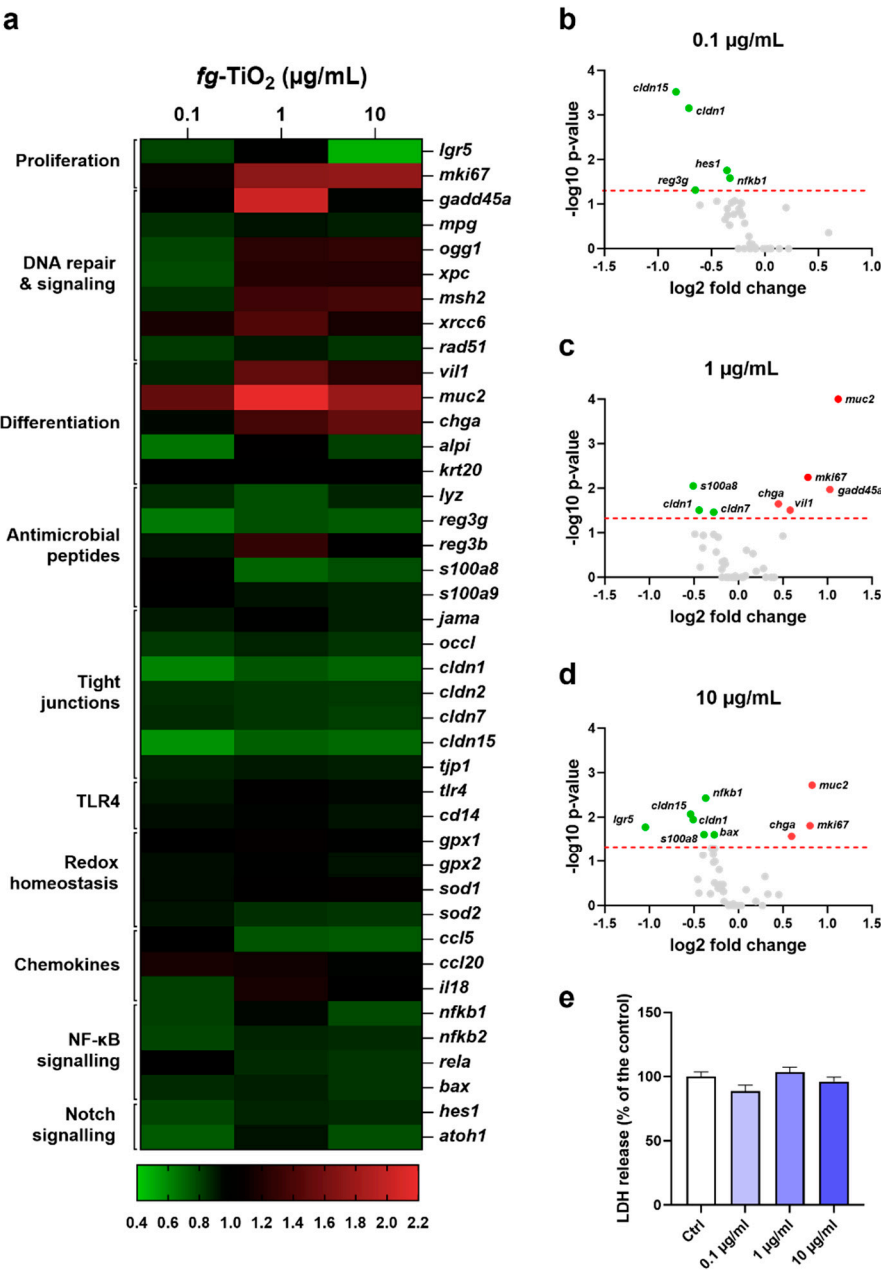 a
fg-TiO2 (µg/mL)
0.1 1 10
Proliferation
DNA repair
& signaling
Differentiation
Antimicrobial
peptides
Tight
junctions
TLR4
Redox
homeostasis
Chemokines
NF-κB
signalling
Notch
signalling
lgr5
mki67
gadd45a
mpg
ogg1
xpc
msh2
xrcc6
rad51
vil1
muc2
chga
alpi
krt20
lyz
reg3g
reg3b
s100a8
s100a9
jama
occl
cldn1
cldn2
cldn7
cldn15
tjp1
tlr4
cd14
gpx1
gpx2
sod1
sod2
ccl5
ccl20
il18
nfkb1
nfkb2
rela
bax
hes1
atoh1
0.4 0.6 0.8 1.0 1.2 1.4 1.6 1.8 2.0 2.2
b
0.1 µg/mL
-log10 p-value
4
3
2
1
0
cldn15
cldn1
hes1
nfkb1
reg3g
-1.5 -1.0 -0.5 0.0 0.5 1.0
log2 fold change
c
1 µg/mL
-log10 p-value
4
3
2
1
0
muc2
mki67
gadd45a
s100a8
chga
vil1
cldn1
cldn7
-1.5 -1.0 -0.5 0.0 0.5 1.0 1.5
log2 fold change
d
10 µg/mL
-log10 p-value
4
3
2
1
0
muc2
nfkb1
cldn15
cldn1
lgr5
mki67
chga
s100a8
bax
-1.5 -1.0 -0.5 0.0 0.5 1.0 1.5
log2 fold change
e
LDH release (% of the control)
150
100
50
0
Ctrl
0.1 µg/ml
1 µg/ml
10 µg/ml